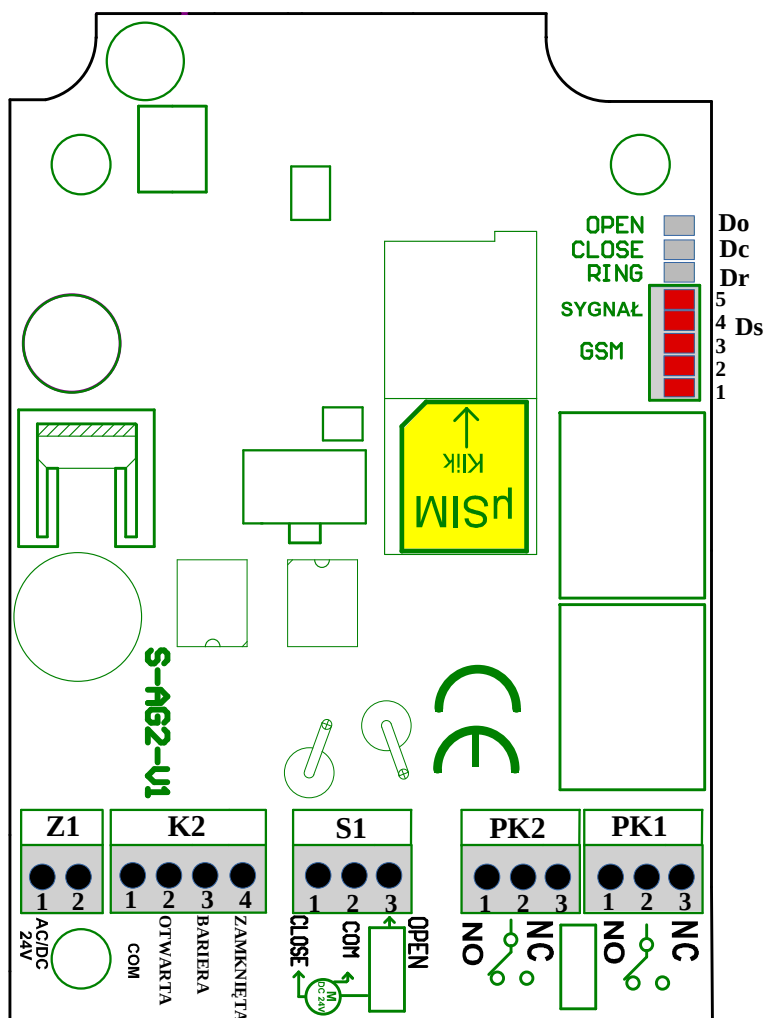 OPEN Do
CLOSE Dc
RING Dr
SYGNAŁ
GSM
5
4
3
2
1
Ds
Klik
µSIM
S-AG2-V1
CE
Z1
1 2
AC/DC
24V
K2
1 2 3 4
COM
OTWARTA
BARIERA
ZAMKNIĘTA
S1
1 2 3
CLOSE
COM
OPEN
M
DC 24V
PK2
1 2 3
NO
NC
PK1
1 2 3
NO
NC